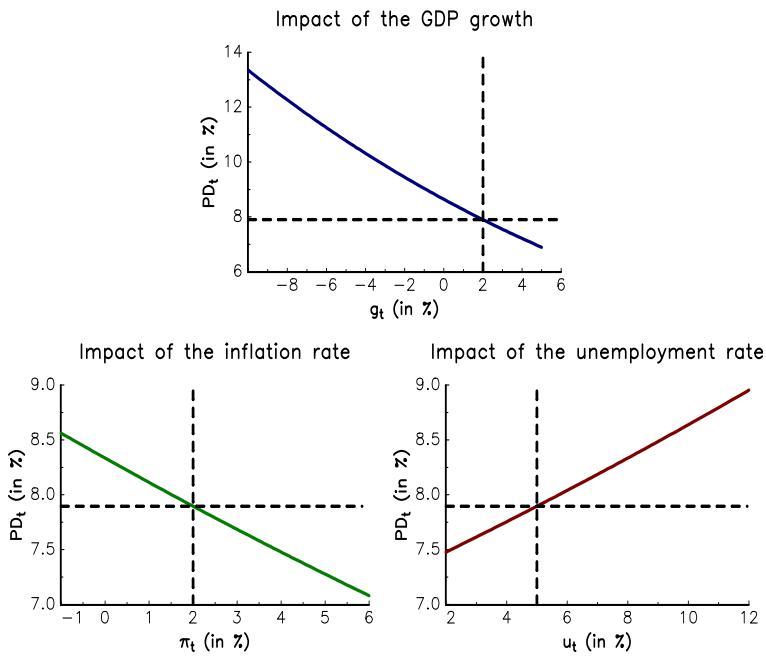 Impact of the GDP growth
14
12
10
8
6
PDt (in %)
−8 −6 −4 −2 0 2 4 6
gt (in %)
Impact of the inflation rate
9.0
8.5
8.0
7.5
7.0
PDt (in %)
−1 0 1 2 3 4 5 6
πt (in %)
Impact of the unemployment rate
9.0
8.5
8.0
7.5
7.0
PDt (in %)
2 4 6 8 10 12
ut (in %)